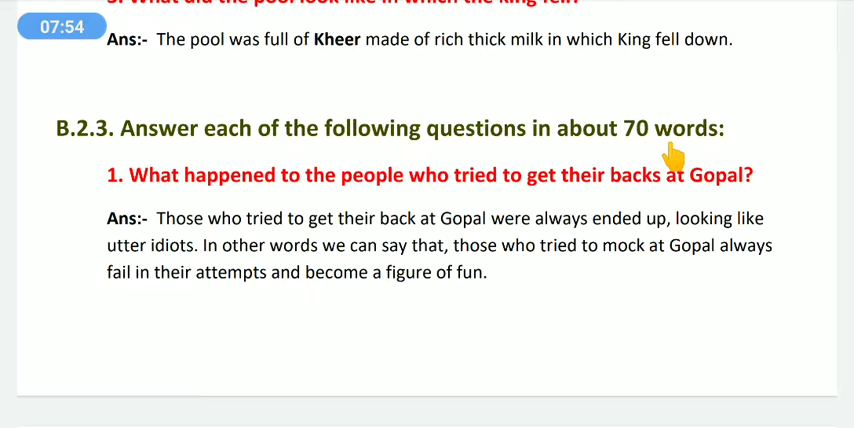 07:54
Ans:- The pool was full of Kheer made of rich thick milk in which King fell down.
B.2.3. Answer each of the following questions in about 70 words:
1. What happened to the people who tried to get their backs at Gopal?
Ans:- Those who tried to get their back at Gopal were always ended up, looking like
utter idiots. In other words we can say that, those who tried to mock at Gopal always
fail in their attempts and become a figure of fun.